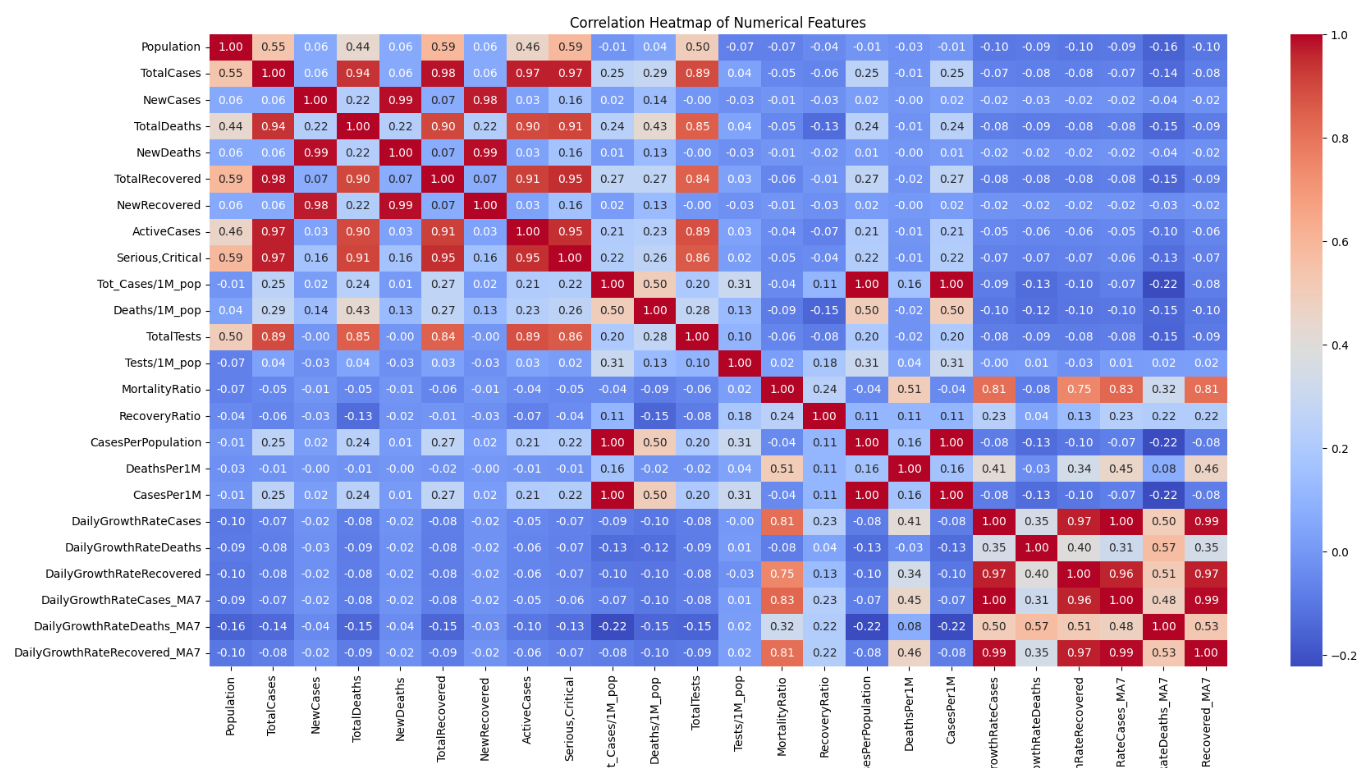 Correlation Heatmap of Numerical Features
Population 1.00 0.55 0.06 0.44 0.06 0.59 0.06 0.46 0.59 -0.01 0.04 0.50 -0.07 -0.07 -0.04 -0.01 -0.03 -0.01 -0.10 -0.09 -0.10 -0.09 -0.16 -0.10
TotalCases 0.55 1.00 0.06 0.94 0.06 0.98 0.06 0.97 0.97 0.25 0.29 0.89 0.04 -0.05 -0.06 0.25 -0.01 0.25 -0.07 -0.08 -0.08 -0.07 -0.14 -0.08
NewCases 0.06 0.06 1.00 0.22 0.99 0.07 0.98 0.03 0.16 0.02 0.14 -0.00 -0.03 -0.01 -0.03 0.02 -0.00 0.02 -0.02 -0.03 -0.02 -0.02 -0.04 -0.02
TotalDeaths 0.44 0.94 0.22 1.00 0.22 0.90 0.22 0.90 0.91 0.24 0.43 0.85 0.04 -0.05 -0.13 0.24 -0.01 0.24 -0.08 -0.09 -0.08 -0.08 -0.15 -0.09
NewDeaths 0.06 0.06 0.99 0.22 1.00 0.07 0.99 0.03 0.16 0.01 0.13 -0.00 -0.03 -0.01 -0.02 0.01 -0.00 0.01 -0.02 -0.02 -0.02 -0.02 -0.04 -0.02
TotalRecovered 0.59 0.98 0.07 0.90 0.07 1.00 0.07 0.91 0.95 0.27 0.27 0.84 0.03 -0.06 -0.01 0.27 -0.02 0.27 -0.08 -0.08 -0.08 -0.08 -0.15 -0.09
NewRecovered 0.06 0.06 0.98 0.22 0.99 0.07 1.00 0.03 0.16 0.02 0.13 -0.00 -0.03 -0.01 -0.03 0.02 -0.00 0.02 -0.02 -0.02 -0.02 -0.02 -0.03 -0.02
ActiveCases 0.46 0.97 0.03 0.90 0.03 0.91 0.03 1.00 0.95 0.21 0.23 0.89 0.03 -0.04 -0.07 0.21 -0.01 0.21 -0.05 -0.06 -0.06 -0.05 -0.10 -0.06
Serious,Critical 0.59 0.97 0.16 0.91 0.16 0.95 0.16 0.95 1.00 0.22 0.26 0.86 0.02 -0.05 -0.04 0.22 -0.01 0.22 -0.07 -0.07 -0.07 -0.06 -0.13 -0.07
Tot_Cases/1M_pop -0.01 0.25 0.02 0.24 0.01 0.27 0.02 0.21 0.22 1.00 0.50 0.20 0.31 -0.04 0.11 1.00 0.16 1.00 -0.09 -0.13 -0.10 -0.07 -0.22 -0.08
Deaths/1M_pop 0.04 0.29 0.14 0.43 0.13 0.27 0.13 0.23 0.26 0.50 1.00 0.28 0.13 -0.09 -0.15 0.50 -0.02 0.50 -0.10 -0.12 -0.10 -0.10 -0.15 -0.10
TotalTests 0.50 0.89 -0.00 0.85 -0.00 0.84 -0.00 0.89 0.86 0.20 0.28 1.00 0.10 -0.06 -0.08 0.20 -0.02 0.20 -0.08 -0.09 -0.08 -0.08 -0.15 -0.09
Tests/1M_pop -0.07 0.04 -0.03 0.04 -0.03 0.03 -0.03 0.03 0.02 0.31 0.13 0.10 1.00 0.02 0.18 0.31 0.04 0.31 -0.00 0.01 -0.03 0.01 0.02 0.02
MortalityRatio -0.07 -0.05 -0.01 -0.05 -0.01 -0.06 -0.01 -0.04 -0.05 -0.04 -0.09 -0.06 0.02 1.00 0.24 -0.04 0.51 -0.04 0.81 -0.08 0.75 0.83 0.32 0.81
RecoveryRatio -0.04 -0.06 -0.03 -0.13 -0.02 -0.01 -0.03 -0.07 -0.04 0.11 -0.15 -0.08 0.18 0.24 1.00 0.11 0.11 0.11 0.23 0.04 0.13 0.23 0.22 0.22
CasesPerPopulation -0.01 0.25 0.02 0.24 0.01 0.27 0.02 0.21 0.22 1.00 0.50 0.20 0.31 -0.04 0.11 1.00 0.16 1.00 -0.08 -0.13 -0.10 -0.07 -0.22 -0.08
DeathsPer1M -0.03 -0.01 -0.00 -0.01 -0.00 -0.02 -0.00 -0.01 -0.01 0.16 -0.02 -0.02 0.04 0.51 0.11 0.16 1.00 0.16 0.41 -0.03 0.34 0.45 0.08 0.46
CasesPer1M -0.01 0.25 0.02 0.24 0.01 0.27 0.02 0.21 0.22 1.00 0.50 0.20 0.31 -0.04 0.11 1.00 0.16 1.00 -0.08 -0.13 -0.10 -0.07 -0.22 -0.08
DailyGrowthRateCases -0.10 -0.07 -0.02 -0.08 -0.02 -0.08 -0.02 -0.05 -0.07 -0.09 -0.10 -0.08 -0.00 0.81 0.23 -0.08 0.41 -0.08 1.00 0.35 0.97 1.00 0.50 0.99
DailyGrowthRateDeaths -0.09 -0.08 -0.03 -0.09 -0.02 -0.08 -0.02 -0.06 -0.07 -0.13 -0.12 -0.09 0.01 -0.08 0.04 -0.13 -0.03 -0.13 0.35 1.00 0.40 0.31 0.57 0.35
DailyGrowthRateRecovered -0.10 -0.08 -0.02 -0.08 -0.02 -0.08 -0.02 -0.06 -0.07 -0.10 -0.10 -0.08 -0.03 0.75 0.13 -0.10 0.34 -0.10 0.97 0.40 1.00 0.96 0.51 0.97
DailyGrowthRateCases_MA7 -0.09 -0.07 -0.02 -0.08 -0.02 -0.08 -0.02 -0.05 -0.06 -0.07 -0.10 -0.08 0.01 0.83 0.23 -0.07 0.45 -0.07 1.00 0.31 0.96 1.00 0.48 0.99
DailyGrowthRateDeaths_MA7 -0.16 -0.14 -0.04 -0.15 -0.04 -0.15 -0.03 -0.10 -0.13 -0.22 -0.15 -0.15 0.02 0.32 0.22 -0.22 0.08 -0.22 0.50 0.57 0.51 0.48 1.00 0.53
DailyGrowthRateRecovered_MA7 -0.10 -0.08 -0.02 -0.09 -0.02 -0.09 -0.02 -0.06 -0.07 -0.08 -0.10 -0.09 0.02 0.81 0.22 -0.08 0.46 -0.08 0.99 0.35 0.97 0.99 0.53 1.00
Population
TotalCases
NewCases
TotalDeaths
NewDeaths
TotalRecovered
NewRecovered
ActiveCases
Serious,Critical
t_Cases/1M_pop
Deaths/1M_pop
TotalTests
Tests/1M_pop
MortalityRatio
RecoveryRatio
esPerPopulation
DeathsPer1M
CasesPer1M
rowthRateCases
wthRateDeaths
hRateRecovered
RateCases_MA7
ateDeaths_MA7
Recovered_MA7
1.0
0.8
0.6
0.4
0.2
0.0
−0.2